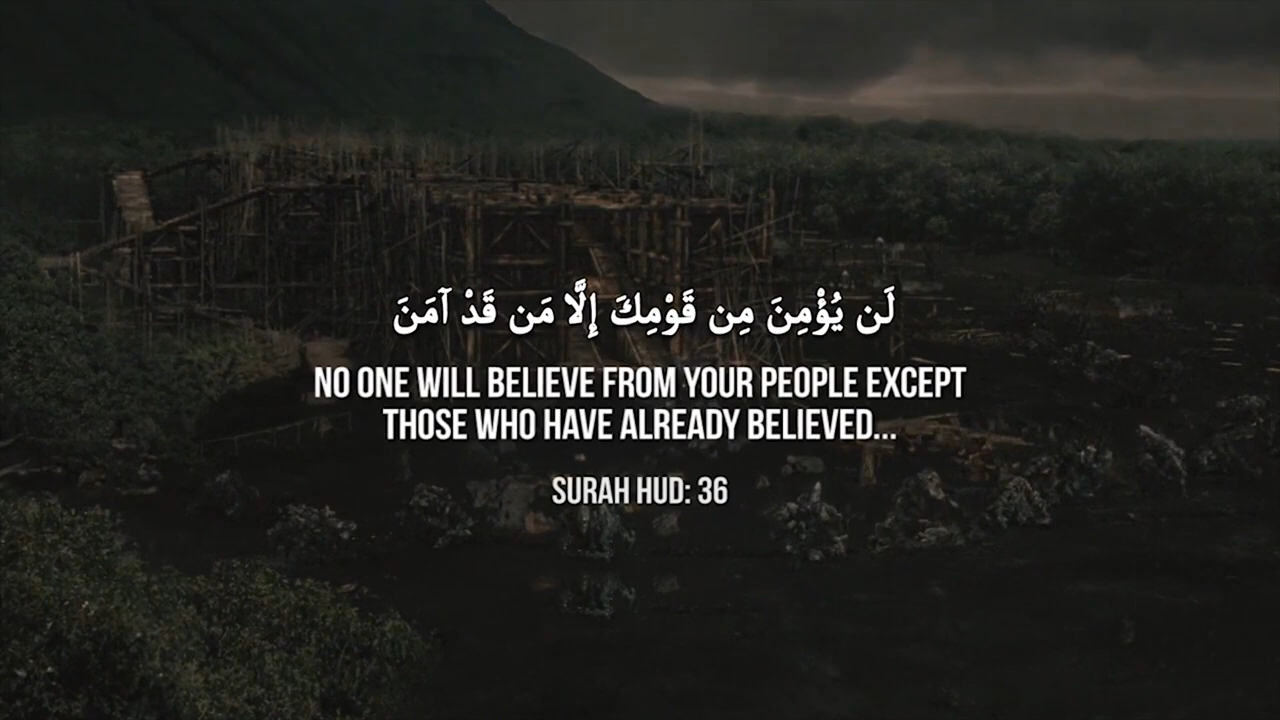 لَن يُؤْمِنَ مِن قَوْمِكَ إِلَّا مَن قَدْ آمَنَ
NO ONE WILL BELIEVE FROM YOUR PEOPLE EXCEPT
THOSE WHO HAVE ALREADY BELIEVED...
SURAH HUD: 36